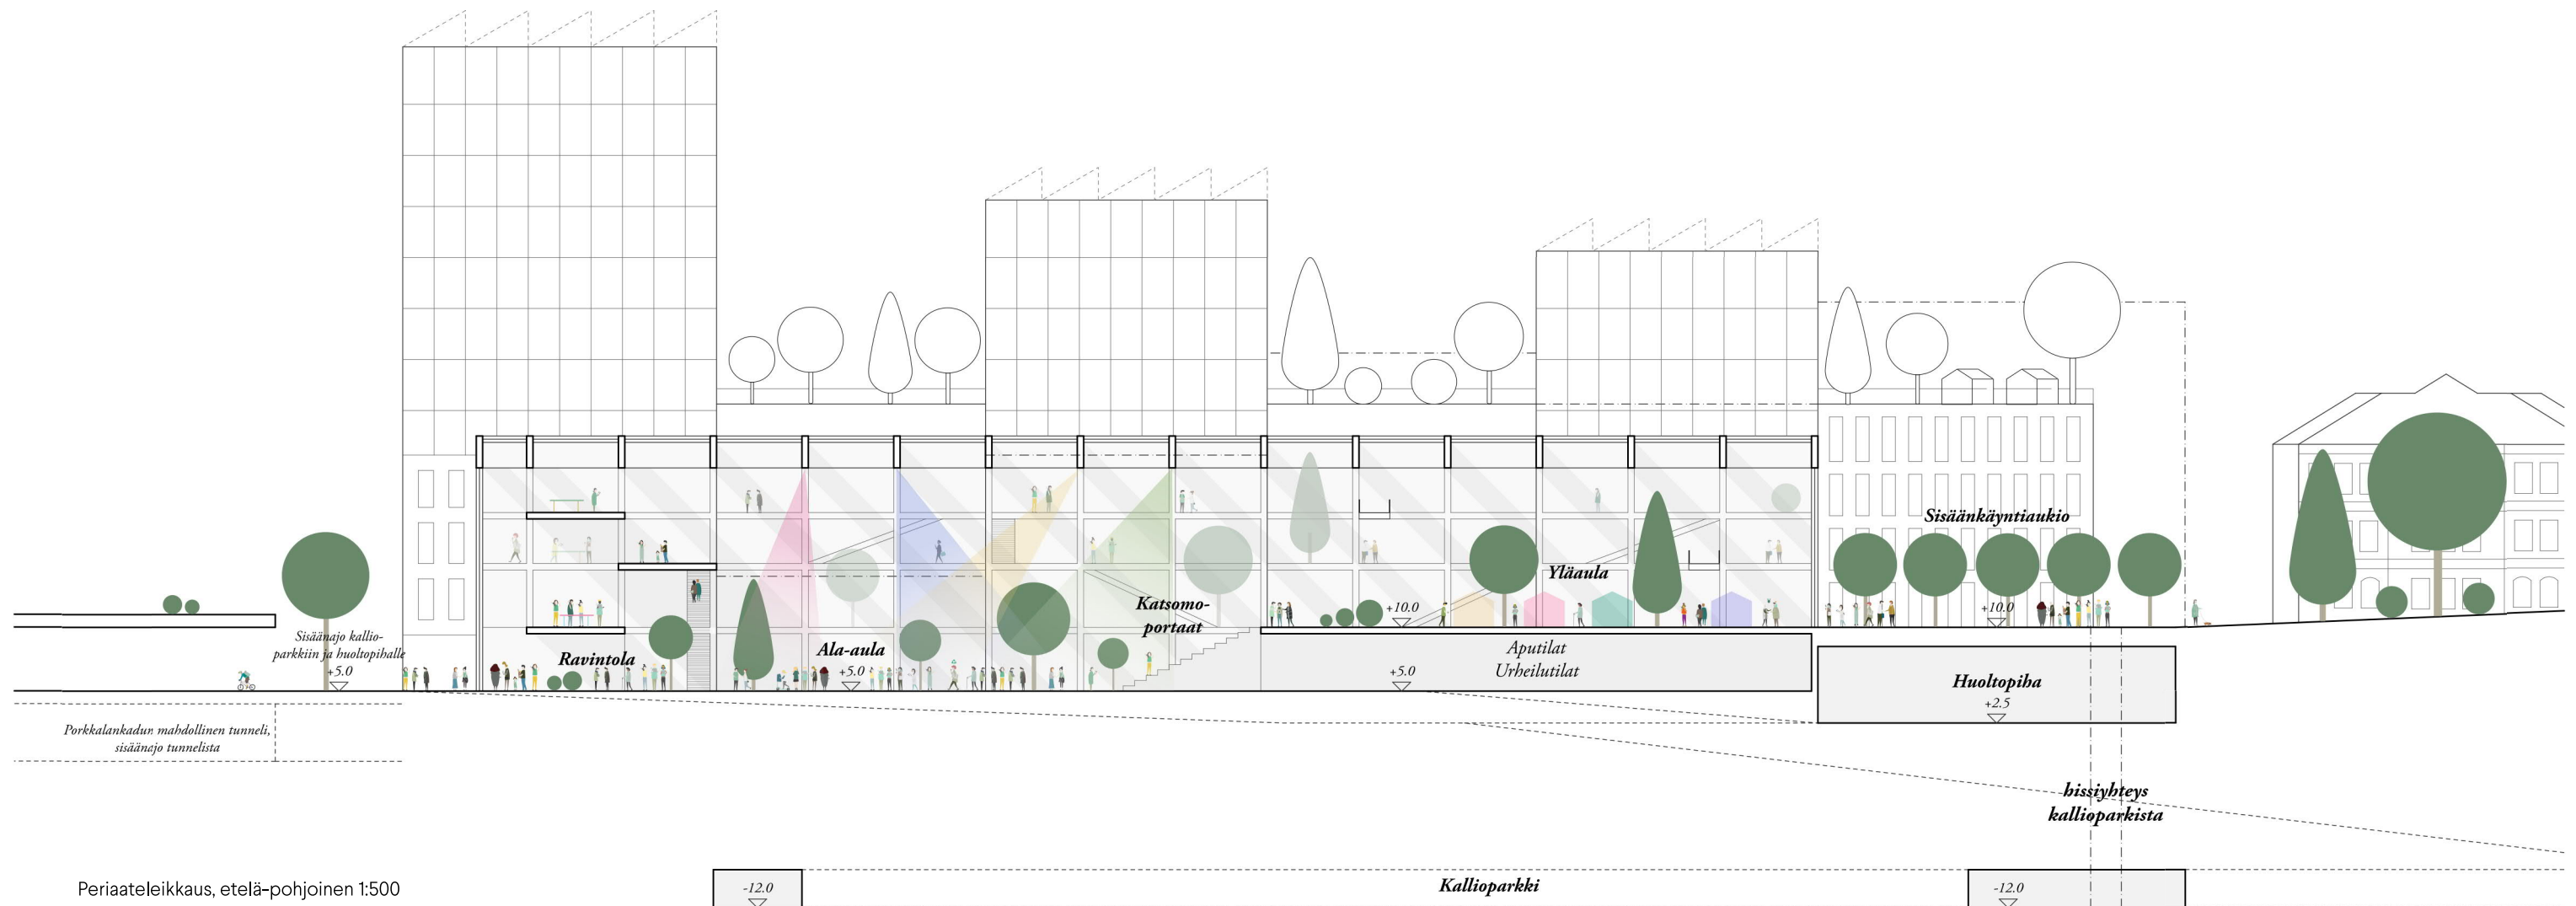 Sisäänkäyntiaukio
+10.0
Yläaula
+10.0
Katsomo-
portaat
Sisäänajo kallio-
parkkiin ja huoltopihalle
+5.0
Ravintola
Ala-aula
+5.0
Aputilat
Urheilutilat
+5.0
Huoltopiha
+2.5
Porkkalankadun mahdollinen tunneli,
sisäänajo tunnelista
hissiyhteys
kallioparkista
Periaateleikkaus, etelä-pohjoinen 1:500
-12.0
Kallioparkki
-12.0